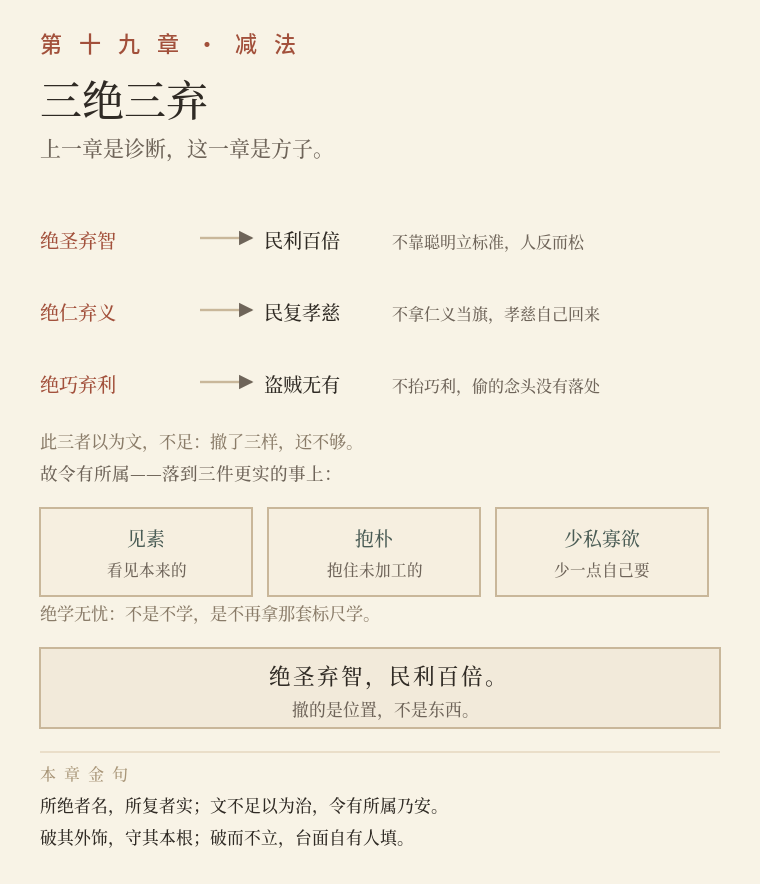 第十九章·减法
三绝三弃
上一章是诊断，这一章是方子。
绝圣弃智 民利百倍 不靠聪明立标准，人反而松
绝仁弃义 民复孝慈 不拿仁义当旗，孝慈自己回来
绝巧弃利 盗贼无有 不抬巧利，偷的念头没有落处
此三者以为文，不足：撤了三样，还不够。
故令有所属——落到三件更实的事上：
见素 抱朴 少私寡欲
看见本来的 抱住未加工的 少一点自己要
绝学无忧：不是不学，是不再拿那套标尺学。
绝圣弃智，民利百倍。
撤的是位置，不是东西。
本章金句
所绝者名，所复者实；文不足以为治，令有所属乃安。
破其外饰，守其本根；破而不立，台面自有人填。